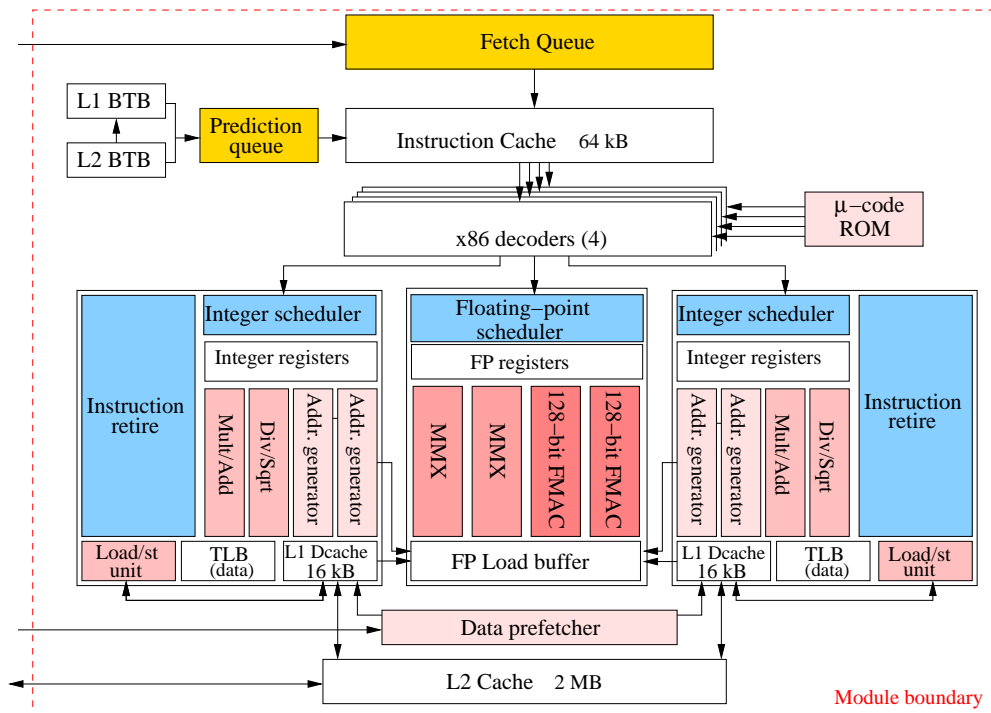 Fetch Queue
L1 BTB
L2 BTB
Prediction
queue
Instruction Cache 64 kB
x86 decoders (4)
μ−code
ROM
Instruction
retire
Integer scheduler
Integer registers
Mult/Add
Div/Sqrt
Addr. generator
Addr. generator
Load/st
unit
TLB
(data)
L1 Dcache
16 kB
Floating−point
scheduler
FP registers
MMX
MMX
128−bit FMAC
128−bit FMAC
FP Load buffer
Integer scheduler
Integer registers
Addr. generator
Addr. generator
Mult/Add
Div/Sqrt
Instruction
retire
L1 Dcache
16 kB
TLB
(data)
Load/st
unit
Data prefetcher
L2 Cache 2 MB
Module boundary